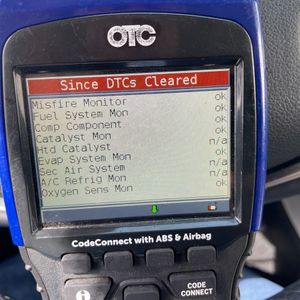 OTC
Since DTCs Cleared
Misfire Monitor ok
Fuel System Mon ok
Comp Component ok
Catalyst Mon ok
Htd Catalyst n/a
Evap System Mon ok
Sec Air System n/a
A/C Refrig Mon n/a
Oxygen Sens Mon ok
CodeConnect with ABS & Airbag
i
CODE
CONNECT